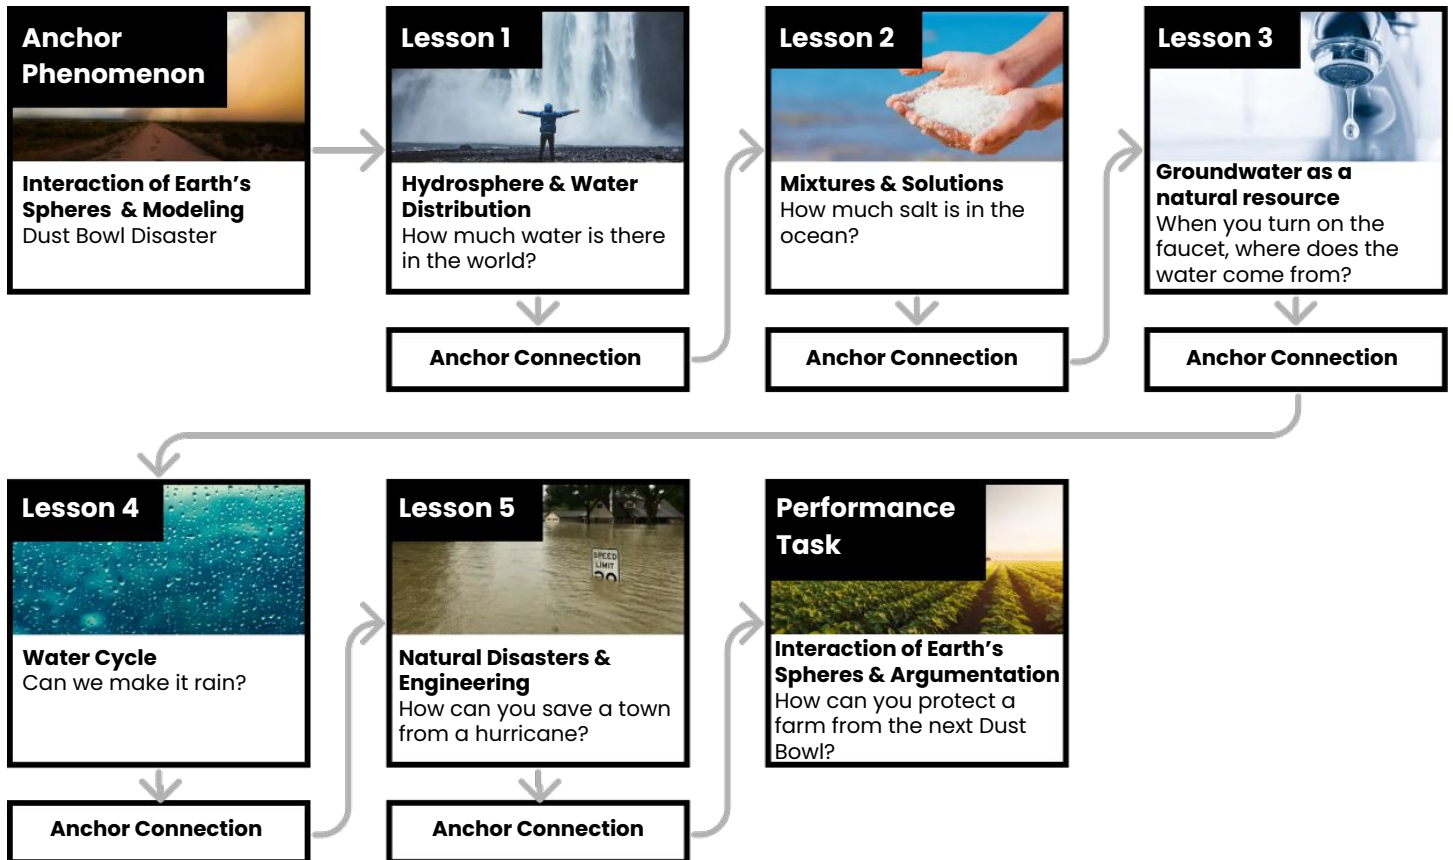 Anchor
Phenomenon
Interaction of Earth's
Spheres & Modeling
Dust Bowl Disaster
Lesson 1
Hydrosphere & Water
Distribution
How much water is there
in the world?
Anchor Connection
Lesson 2
Mixtures & Solutions
How much salt is in the
ocean?
Anchor Connection
Lesson 3
Groundwater as a
natural resource
When you turn on the
faucet, where does the
water come from?
Anchor Connection
Lesson 4
Water Cycle
Can we make it rain?
Anchor Connection
Lesson 5
SPEED
LIMIT
Natural Disasters &
Engineering
How can you save a town
from a hurricane?
Anchor Connection
Performance
Task
Interaction of Earth's
Spheres & Argumentation
How can you protect a
farm from the next Dust
Bowl?